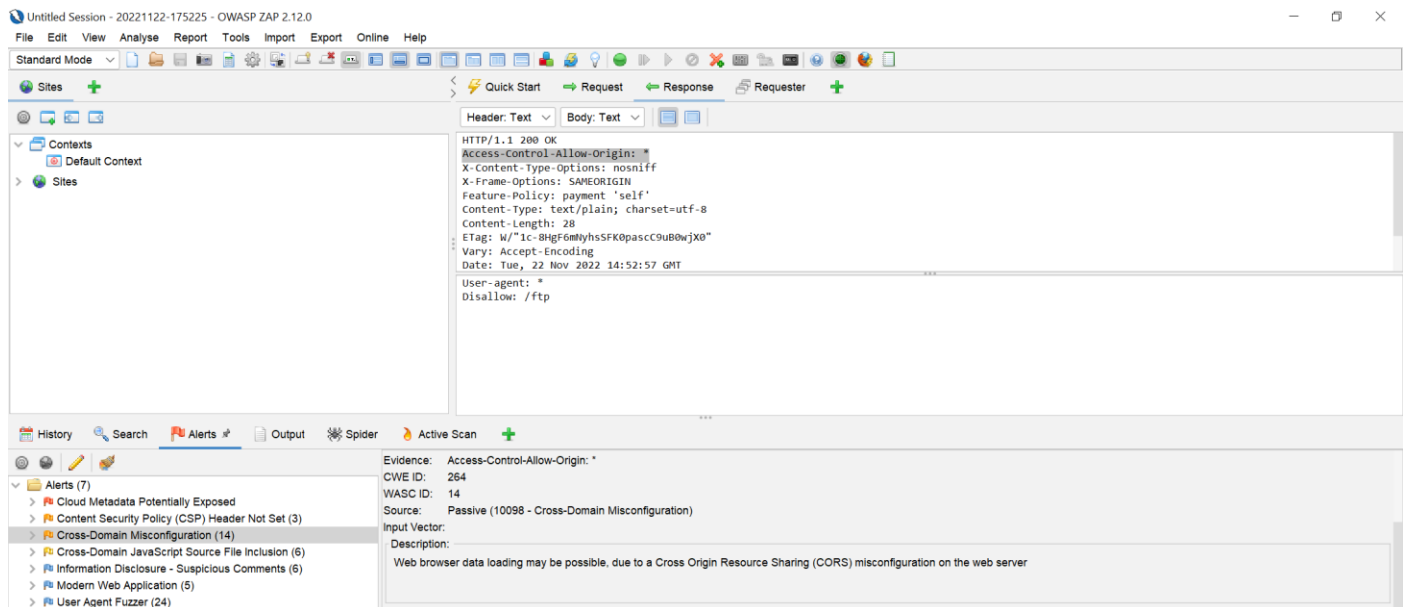 Untitled Session - 20221122-175225 - OWASP ZAP 2.12.0
File Edit View Analyse Report Tools Import Export Online Help
Standard Mode
Sites
Quick Start Request Response Requester
Header: Text Body: Text
Contexts
Default Context
Sites
HTTP/1.1 200 OK
Access-Control-Allow-Origin: *
X-Content-Type-Options: nosniff
X-Frame-Options: SAMEORIGIN
Feature-Policy: payment 'self'
Content-Type: text/plain; charset=utf-8
Content-Length: 28
ETag: W/"1c-8HgF6mNyhsSFK0pascC9uB0wjX0"
Vary: Accept-Encoding
Date: Tue, 22 Nov 2022 14:52:57 GMT
User-agent: *
Disallow: /ftp
History Search Alerts Output Spider Active Scan
Alerts (7)
Cloud Metadata Potentially Exposed
Content Security Policy (CSP) Header Not Set (3)
Cross-Domain Misconfiguration (14)
Cross-Domain JavaScript Source File Inclusion (6)
Information Disclosure - Suspicious Comments (6)
Modern Web Application (5)
User Agent Fuzzer (24)
Evidence: Access-Control-Allow-Origin: *
CWE ID: 264
WASC ID: 14
Source: Passive (10098 - Cross-Domain Misconfiguration)
Input Vector:
Description:
Web browser data loading may be possible, due to a Cross Origin Resource Sharing (CORS) misconfiguration on the web server